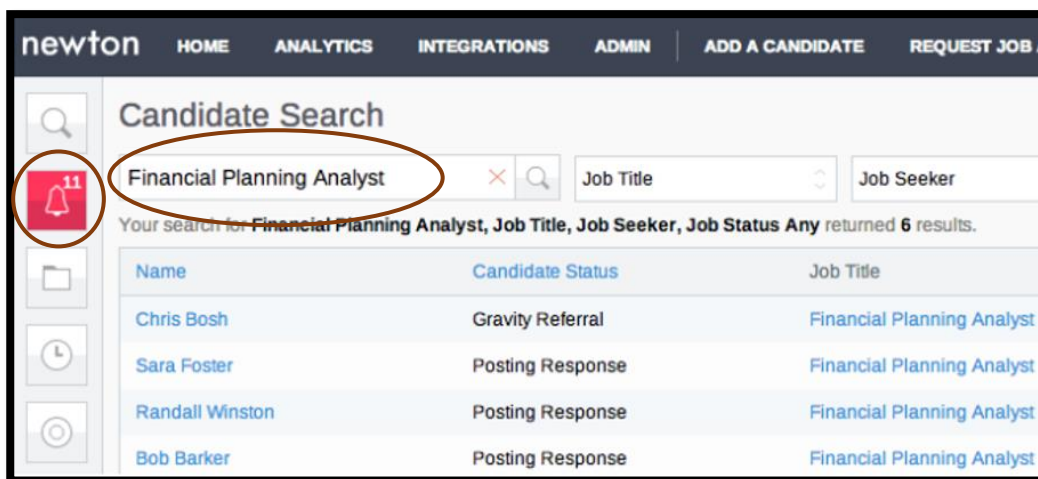 newton HOME ANALYTICS INTEGRATIONS ADMIN ADD A CANDIDATE REQUEST JOB
Candidate Search
11
Financial Planning Analyst Job Title Job Seeker
Your search for Financial Planning Analyst, Job Title, Job Seeker, Job Status Any returned 6 results.
Name Candidate Status Job Title
Chris Bosh Gravity Referral Financial Planning Analyst
Sara Foster Posting Response Financial Planning Analyst
Randall Winston Posting Response Financial Planning Analyst
Bob Barker Posting Response Financial Planning Analyst